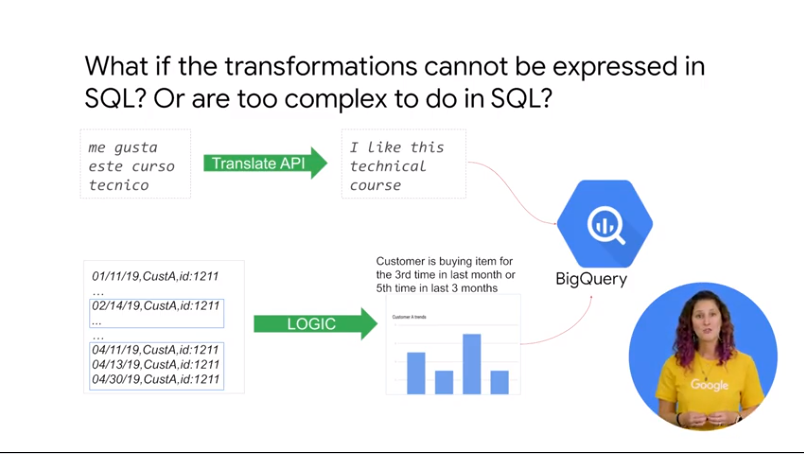 What if the transformations cannot be expressed in
SQL? Or are too complex to do in SQL?
me gusta
este curso
tecnico
Translate API
I like this
technical
course
BigQuery
01/11/19,CustA,id:1211
...
02/14/19,CustA,id:1211
...
...
04/11/19,CustA,id:1211
04/13/19,CustA,id:1211
04/30/19,CustA,id:1211
LOGIC
Customer is buying item for
the 3rd time in last month or
5th time in last 3 months
Customer A trends
Google